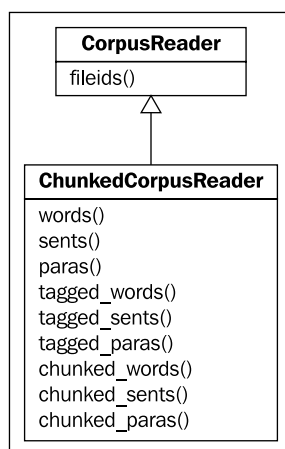 CorpusReader
fileids()
ChunkedCorpusReader
words()
sents()
paras()
tagged_words()
tagged_sents()
tagged_paras()
chunked_words()
chunked_sents()
chunked_paras()